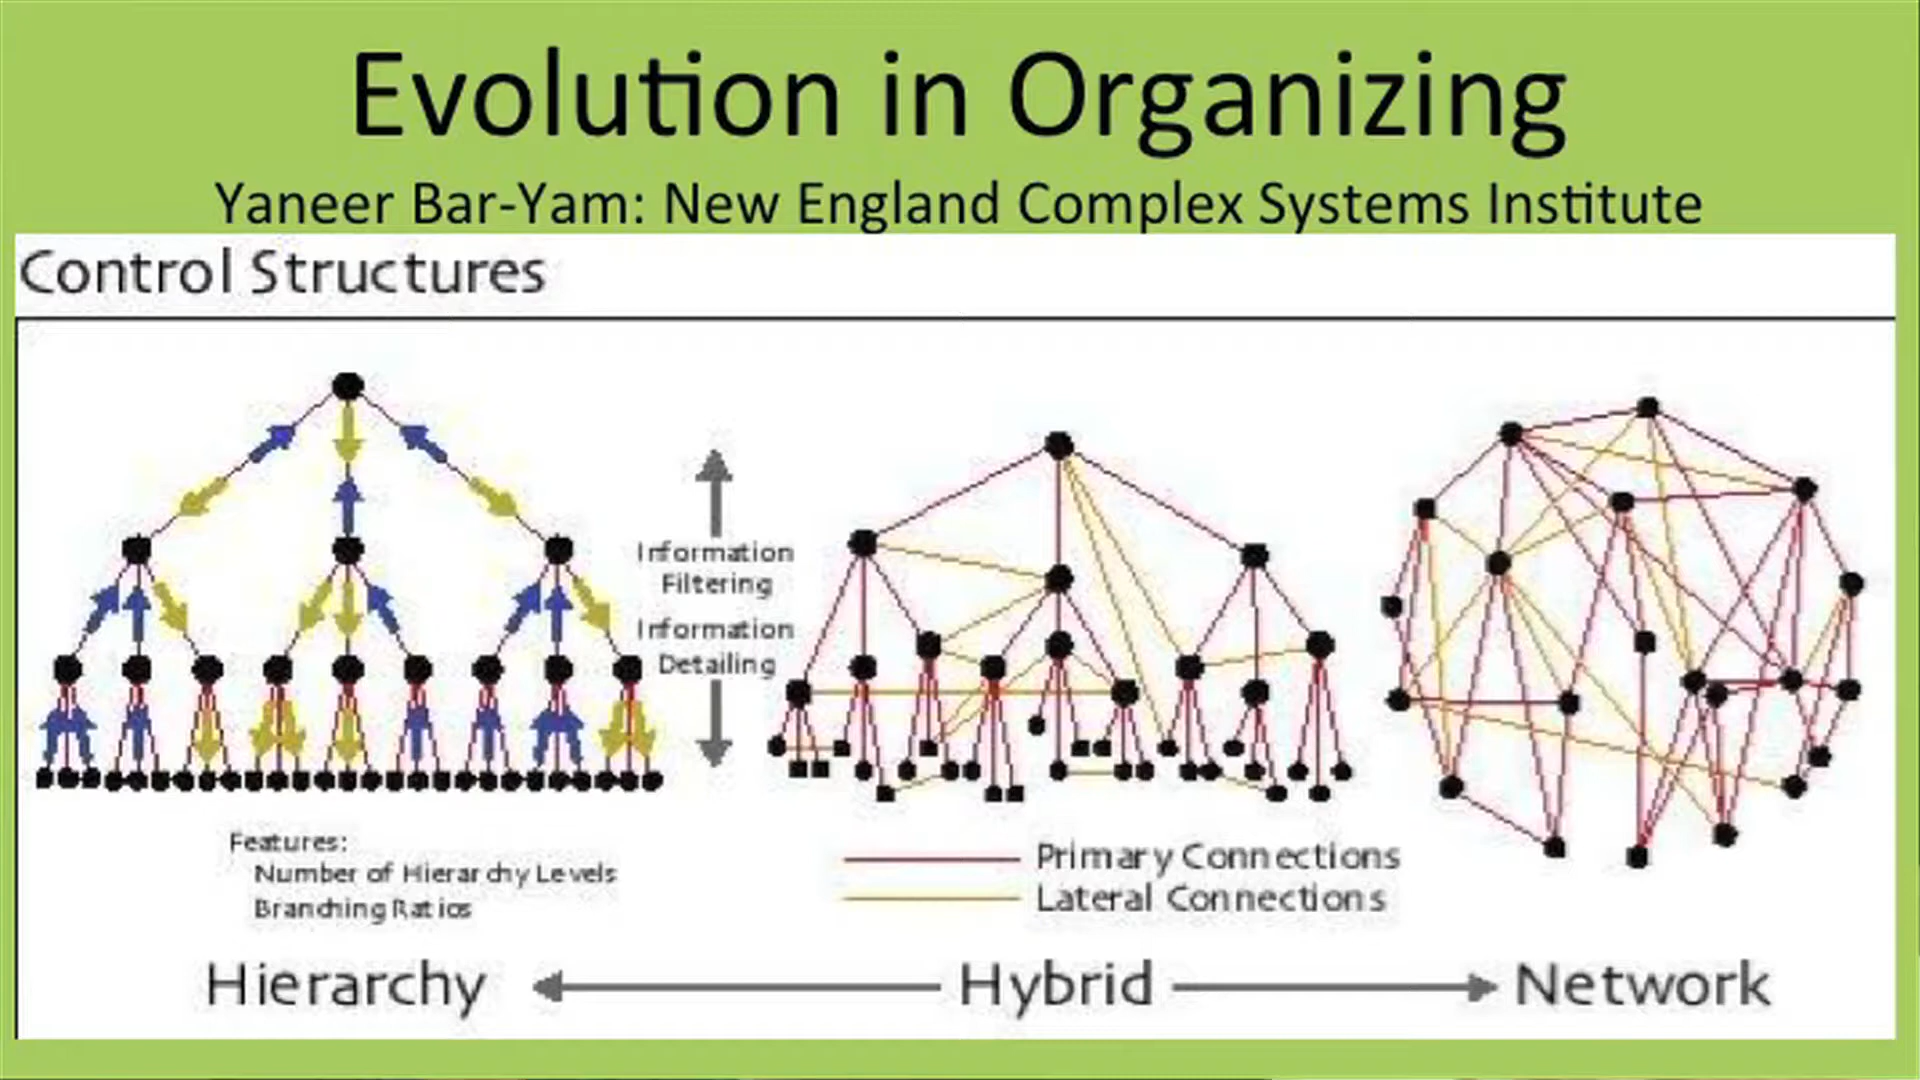 Evolution in Organizing
Yaneer Bar-Yam: New England Complex Systems Institute
Control Structures
Information
Filtering
Information
Detailing
Features:
Number of Hierarchy Levels
Branching Ratios
Primary Connections
Lateral Connections
Hierarchy
Hybrid
Network